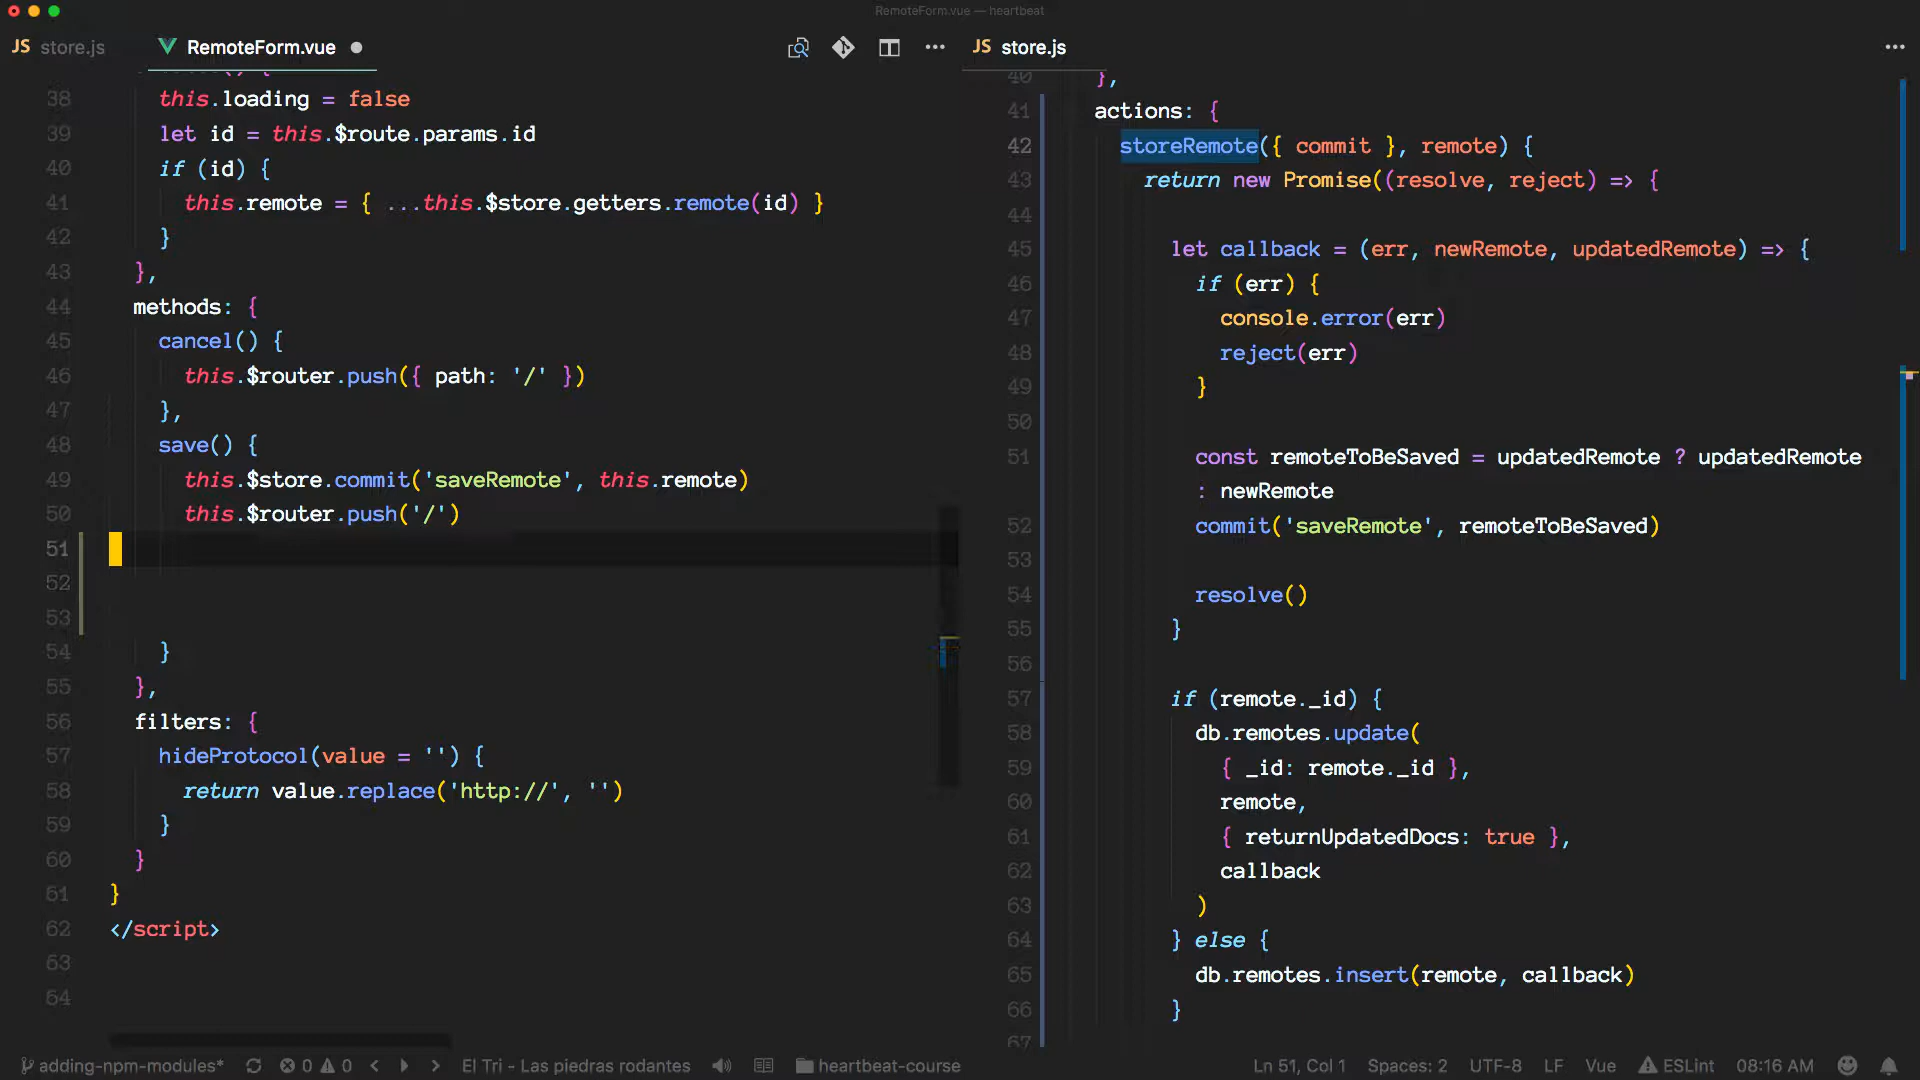 RemoteForm.vue — heartbeat
JS store.js
RemoteForm.vue
38 this.loading = false
39 let id = this.$route.params.id
40 if (id) {
41 this.remote = { ...this.$store.getters.remote(id) }
42 }
43 },
44 methods: {
45 cancel() {
46 this.$router.push({ path: '/' })
47 },
48 save() {
49 this.$store.commit('saveRemote', this.remote)
50 this.$router.push('/')
51
52
53
54 }
55 },
56 filters: {
57 hideProtocol(value = '') {
58 return value.replace('http://', '')
59 }
60 }
61 }
62 </script>
63
64
JS store.js
40 },
41 actions: {
42 storeRemote({ commit }, remote) {
43 return new Promise((resolve, reject) => {
44
45 let callback = (err, newRemote, updatedRemote) => {
46 if (err) {
47 console.error(err)
48 reject(err)
49 }
50
51 const remoteToBeSaved = updatedRemote ? updatedRemote
: newRemote
52 commit('saveRemote', remoteToBeSaved)
53
54 resolve()
55 }
56
57 if (remote._id) {
58 db.remotes.update(
59 { _id: remote._id },
60 remote,
61 { returnUpdatedDocs: true },
62 callback
63 )
64 } else {
65 db.remotes.insert(remote, callback)
66 }
67
adding-npm-modules* 0 0 El Tri - Las piedras rodantes heartbeat-course Ln 51, Col 1 Spaces: 2 UTF-8 LF Vue ESLint 08:16 AM